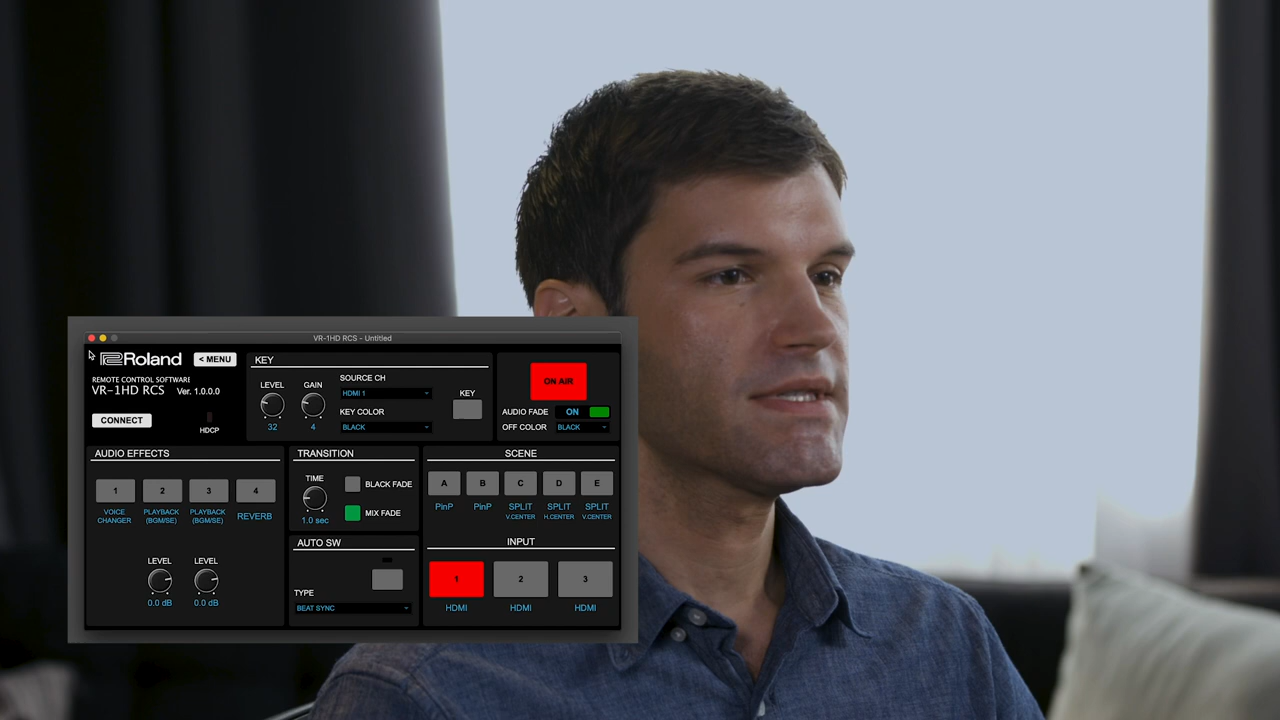 VR-1HD RCS - Untitled
Roland
< MENU
REMOTE CONTROL SOFTWARE
VR-1HD RCS Ver. 1.0.0.0
CONNECT
HDCP
KEY
LEVEL
32
GAIN
4
SOURCE CH
HDMI 1
KEY COLOR
BLACK
KEY
ON AIR
AUDIO FADE ON
OFF COLOR BLACK
AUDIO EFFECTS
1 2 3 4
VOICE CHANGER
PLAYBACK (BGM/SE)
PLAYBACK (BGM/SE)
REVERB
LEVEL LEVEL
0.0 dB 0.0 dB
TRANSITION
TIME
1.0 sec
BLACK FADE
MIX FADE
AUTO SW
TYPE
BEAT SYNC
SCENE
A B C D E
PinP
PinP
SPLIT V.CENTER
SPLIT H.CENTER
SPLIT V.CENTER
INPUT
1 2 3
HDMI HDMI HDMI